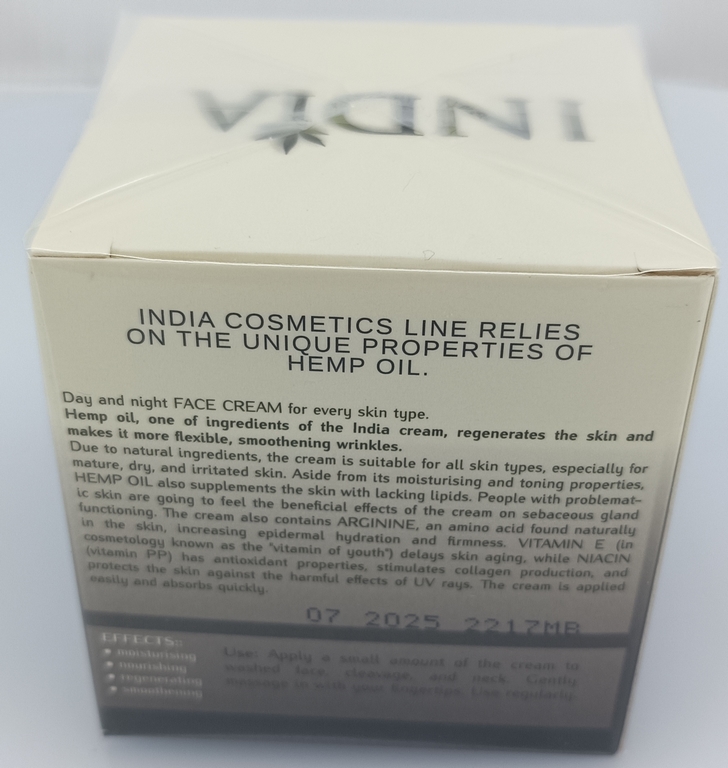 INDIA
INDIA COSMETICS LINE RELIES
ON THE UNIQUE PROPERTIES OF
HEMP OIL.
Day and night FACE CREAM for every skin type.
Hemp oil, one of ingredients of the India cream, regenerates the skin and
makes it more flexible, smoothening wrinkles.
Due to natural ingredients, the cream is suitable for all skin types, especially for
mature, dry, and irritated skin. Aside from its moisturising and toning properties,
HEMP OIL also supplements the skin with lacking lipids. People with problemat-
ic skin are going to feel the beneficial effects of the cream on sebaceous gland
functioning. The cream also contains ARGININE, an amino acid found naturally
in the skin, increasing epidermal hydration and firmness. VITAMIN E (in
cosmetology known as the "vitamin of youth") delays skin aging, while NIACIN
(vitamin PP) has antioxidant properties, stimulates collagen production, and
protects the skin against the harmful effects of UV rays. The cream is applied
easily and absorbs quickly.
07 2025 2217MB
EFFECTS:
• moisturising
• nourishing
• regenerating
• smoothening
Use: Apply a small amount of the cream to
washed face, cleavage, and neck. Gently
massage in with your fingertips. Use regularly.